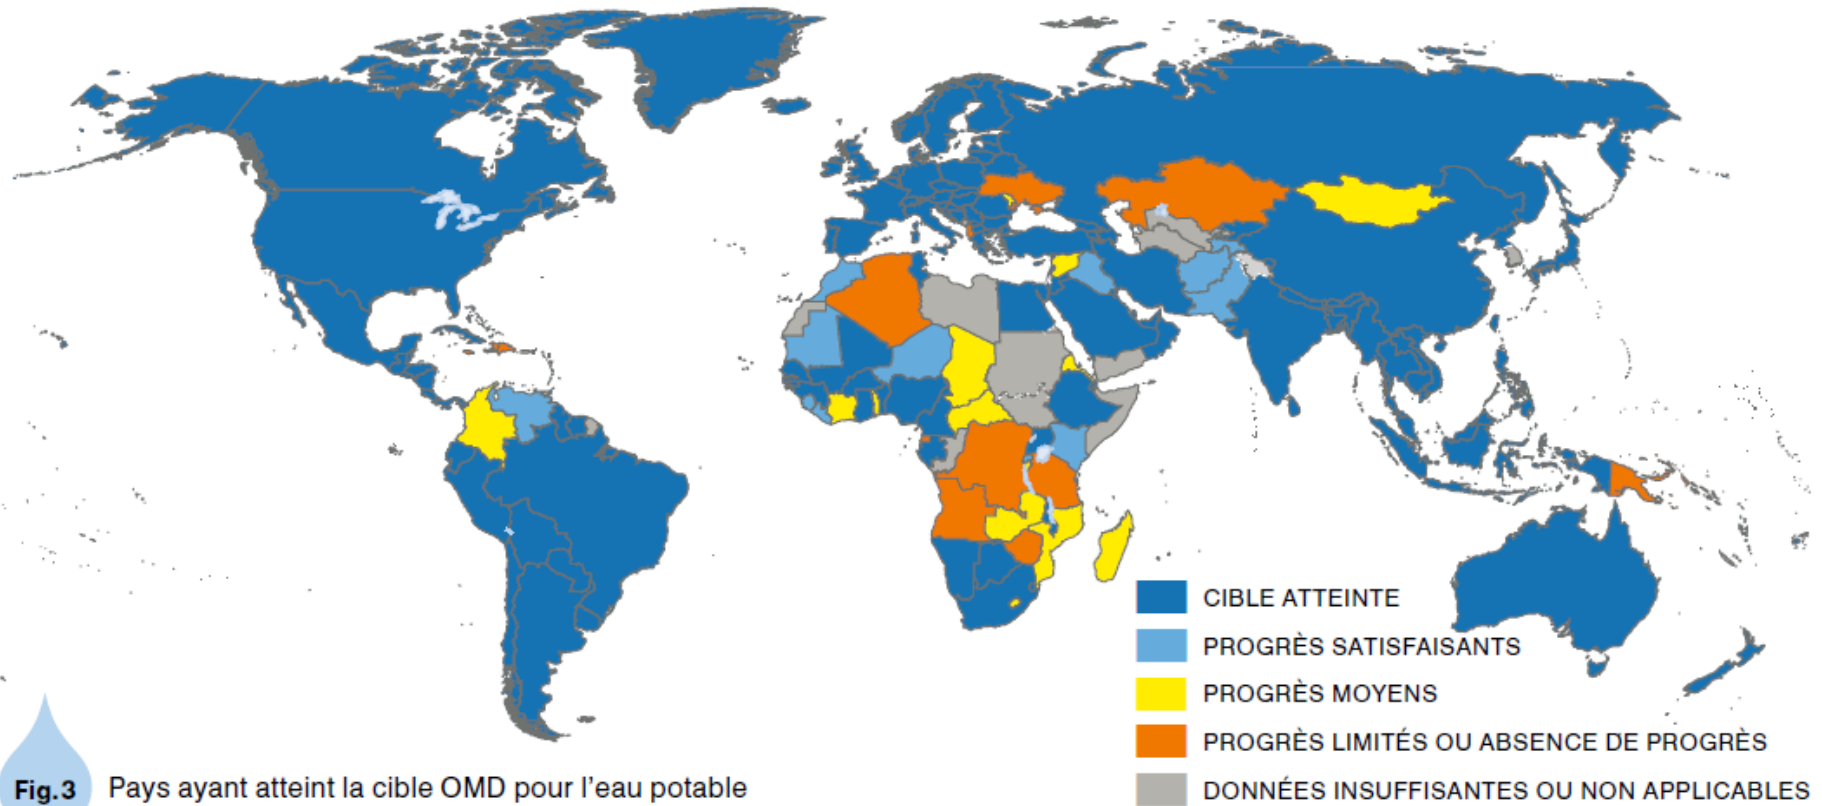 CIBLE ATTEINTE
PROGRÈS SATISFAISANTS
PROGRÈS MOYENS
PROGRÈS LIMITÉS OU ABSENCE DE PROGRÈS
DONNÉES INSUFFISANTES OU NON APPLICABLES
Fig.3 Pays ayant atteint la cible OMD pour l'eau potable